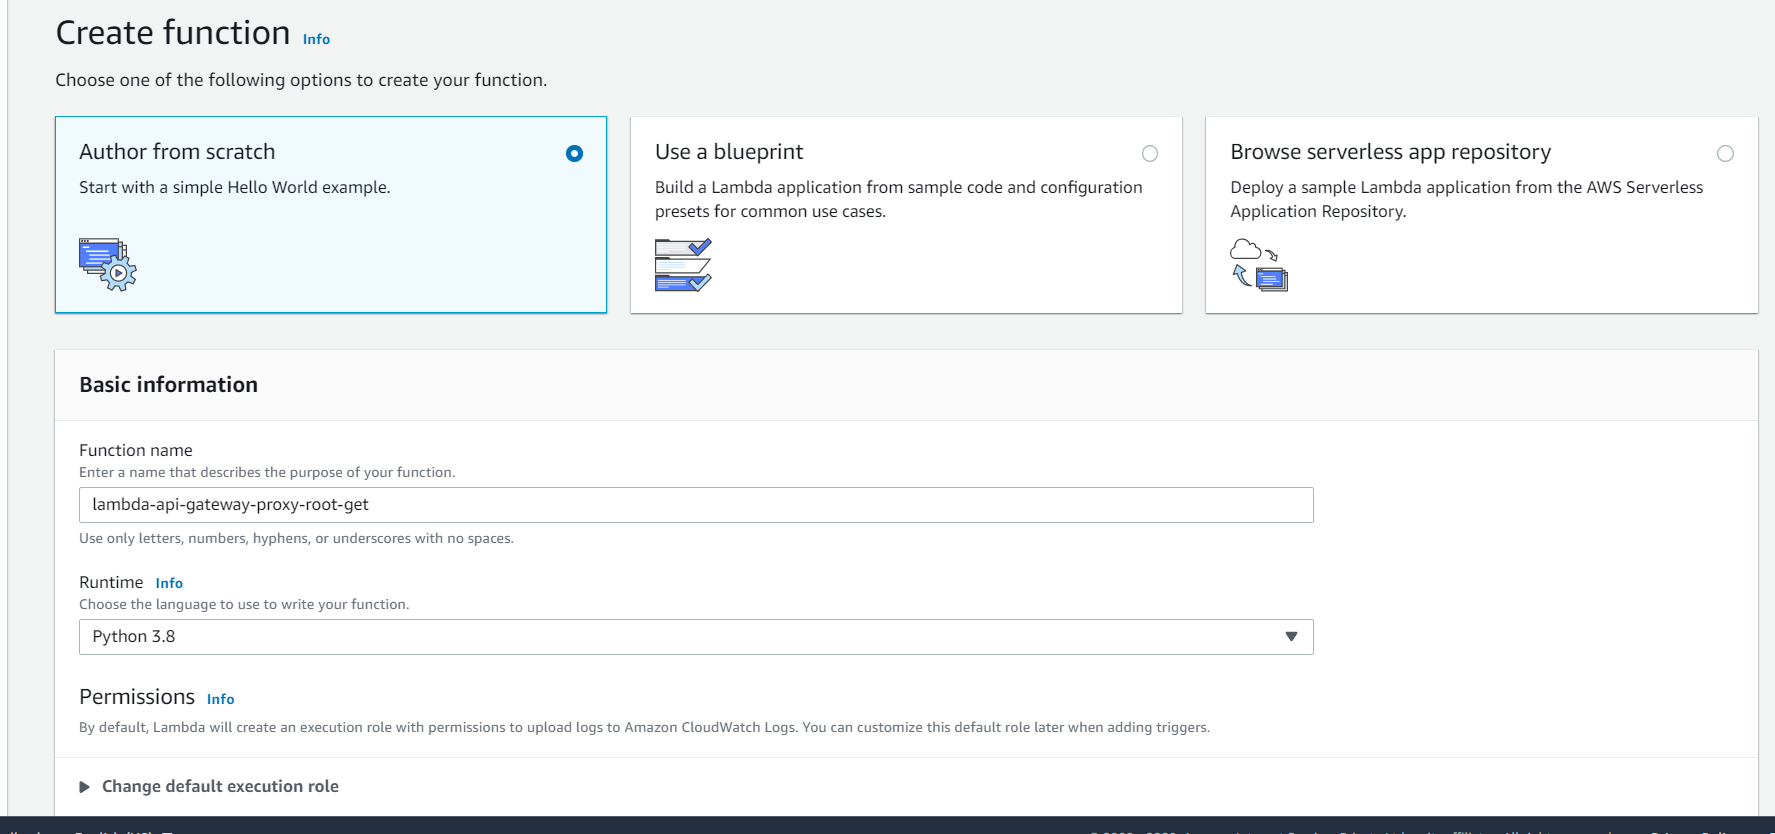 Create function Info
Choose one of the following options to create your function.
Author from scratch
Start with a simple Hello World example.
Use a blueprint
Build a Lambda application from sample code and configuration
presets for common use cases.
Browse serverless app repository
Deploy a sample Lambda application from the AWS Serverless
Application Repository.
Basic information
Function name
Enter a name that describes the purpose of your function.
lambda-api-gateway-proxy-root-get
Use only letters, numbers, hyphens, or underscores with no spaces.
Runtime Info
Choose the language to use to write your function.
Python 3.8
Permissions Info
By default, Lambda will create an execution role with permissions to upload logs to Amazon CloudWatch Logs. You can customize this default role later when adding triggers.
Change default execution role